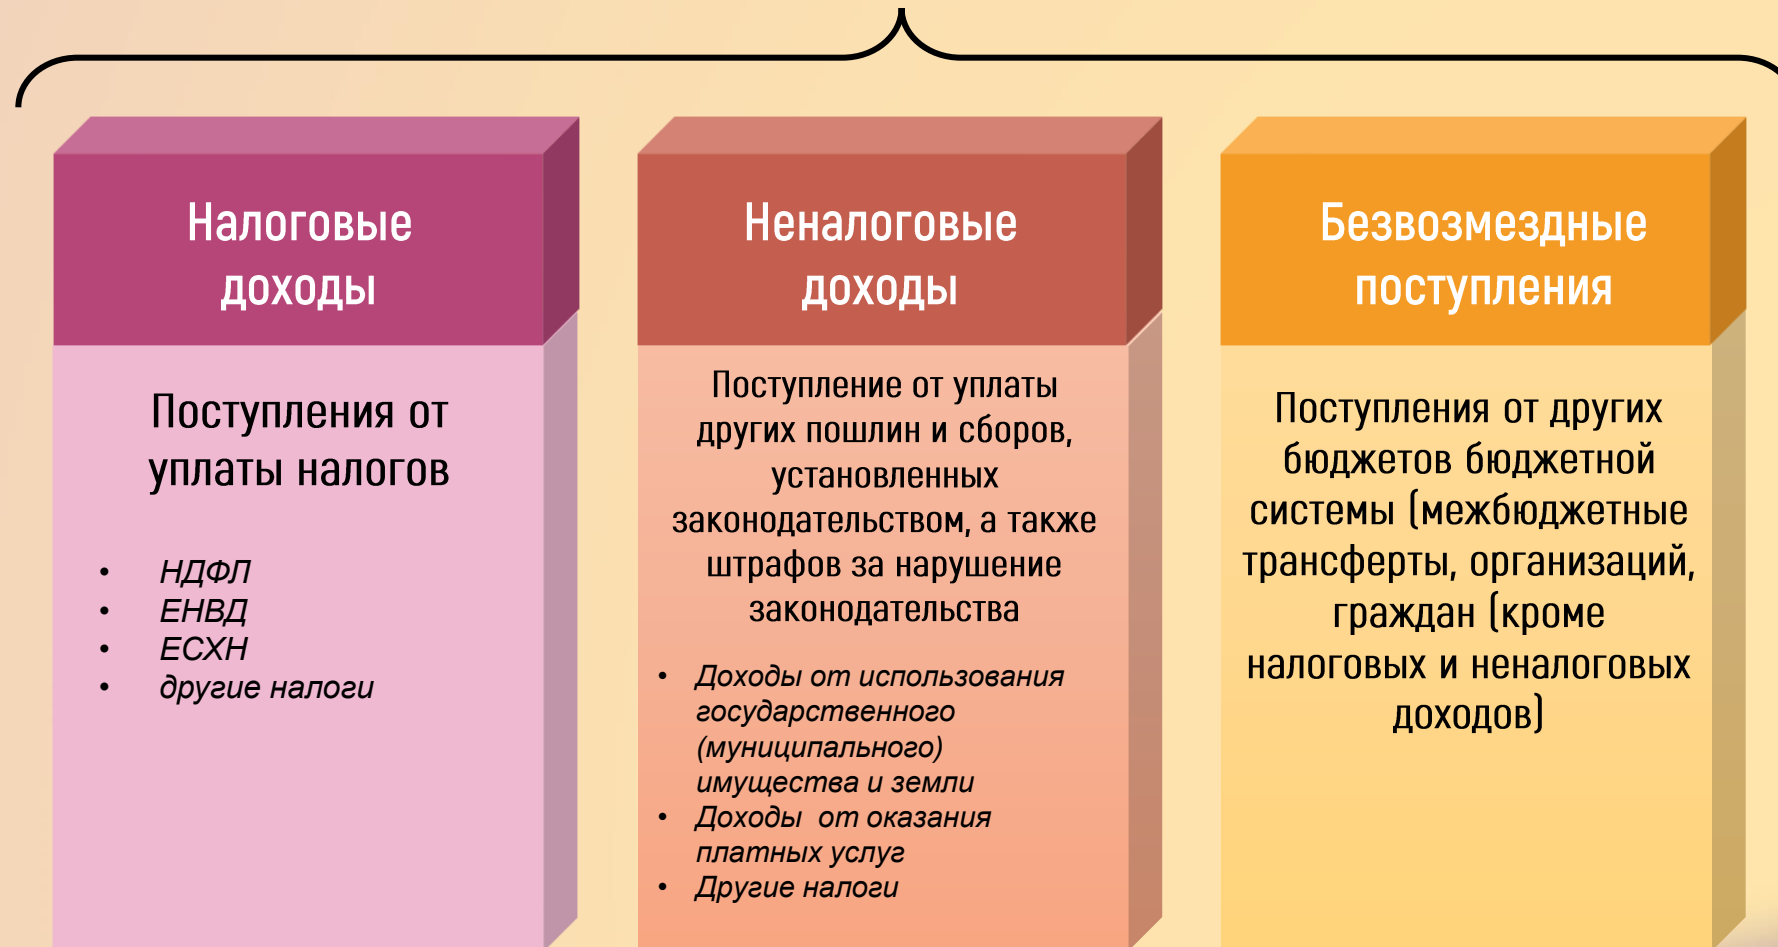 Налоговые
доходы
Поступления от
уплаты налогов
• НДФЛ
• ЕНВД
• ЕСХН
• другие налоги
Неналоговые
доходы
Поступление от уплаты
других пошлин и сборов,
установленных
законодательством, а также
штрафов за нарушение
законодательства
• Доходы от использования
государственного
(муниципального)
имущества и земли
• Доходы от оказания
платных услуг
• Другие налоги
Безвозмездные
поступления
Поступления от других
бюджетов бюджетной
системы (межбюджетные
трансферты, организаций,
граждан (кроме
налоговых и неналоговых
доходов)